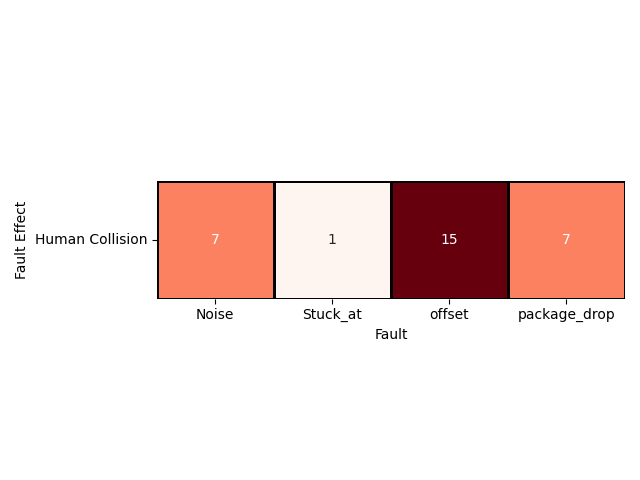 Fault Effect
Human Collision
7 1 15 7
Noise Stuck_at offset package_drop
Fault